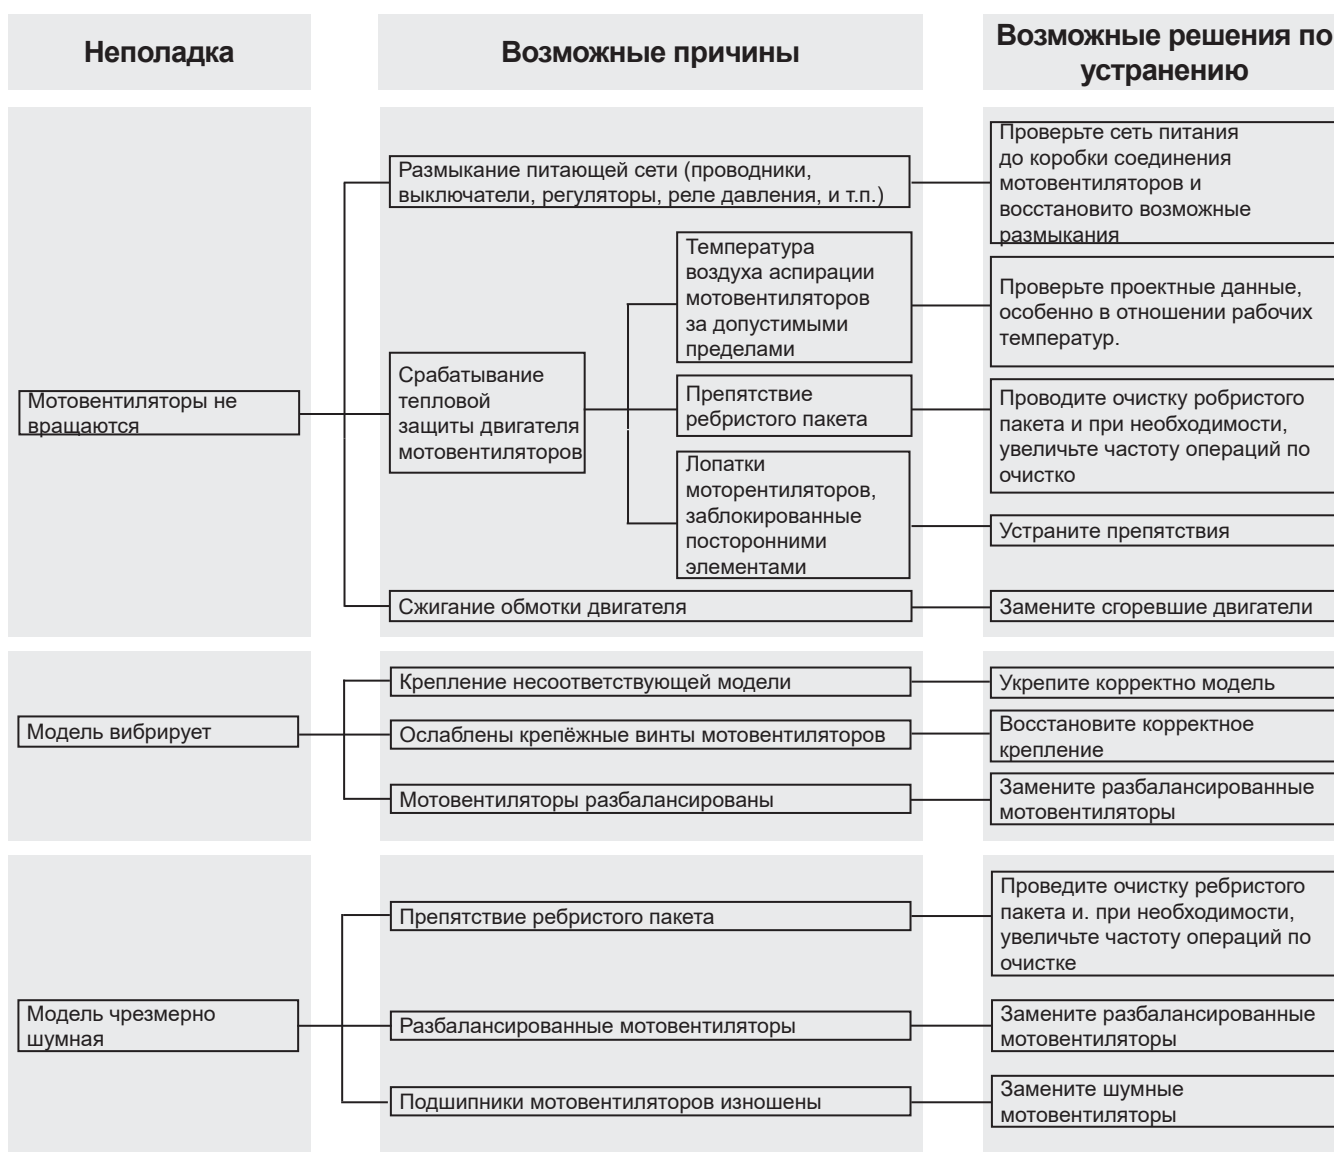 Неполадка
Возможные причины
Возможные решения по
устранению
Мотовентиляторы не
вращаются
Размыкание питающей сети (проводники,
выключатели, регуляторы, реле давления, и т.п.)
Проверьте сеть питания
до коробки соединения
мотовентиляторов и
восстановито возможные
размыкания
Срабатывание
тепловой
защиты двигателя
мотовентиляторов
Температура
воздуха аспирации
мотовентиляторов
за допустимыми
пределами
Проверьте проектные данные,
особенно в отношении рабочих
температур.
Препятствие
ребристого пакета
Проводите очистку робристого
пакета и при необходимости,
увеличьте частоту операций по
очистко
Лопатки
моторентиляторов,
заблокированные
посторонними
элементами
Устраните препятствия
Сжигание обмотки двигателя
Замените сгоревшие двигатели
Модель вибрирует
Крепление несоответствующей модели
Укрепите корректно модель
Ослаблены крепёжные винты мотовентиляторов
Восстановите корректное
крепление
Мотовентиляторы разбалансированы
Замените разбалансированные
мотовентиляторы
Модель чрезмерно
шумная
Препятствие ребристого пакета
Проведите очистку ребристого
пакета и. при необходимости,
увеличьте частоту операций по
очистке
Разбалансированные мотовентиляторы
Замените разбалансированные
мотовентиляторы
Подшипники мотовентиляторов изношены
Замените шумные
мотовентиляторы